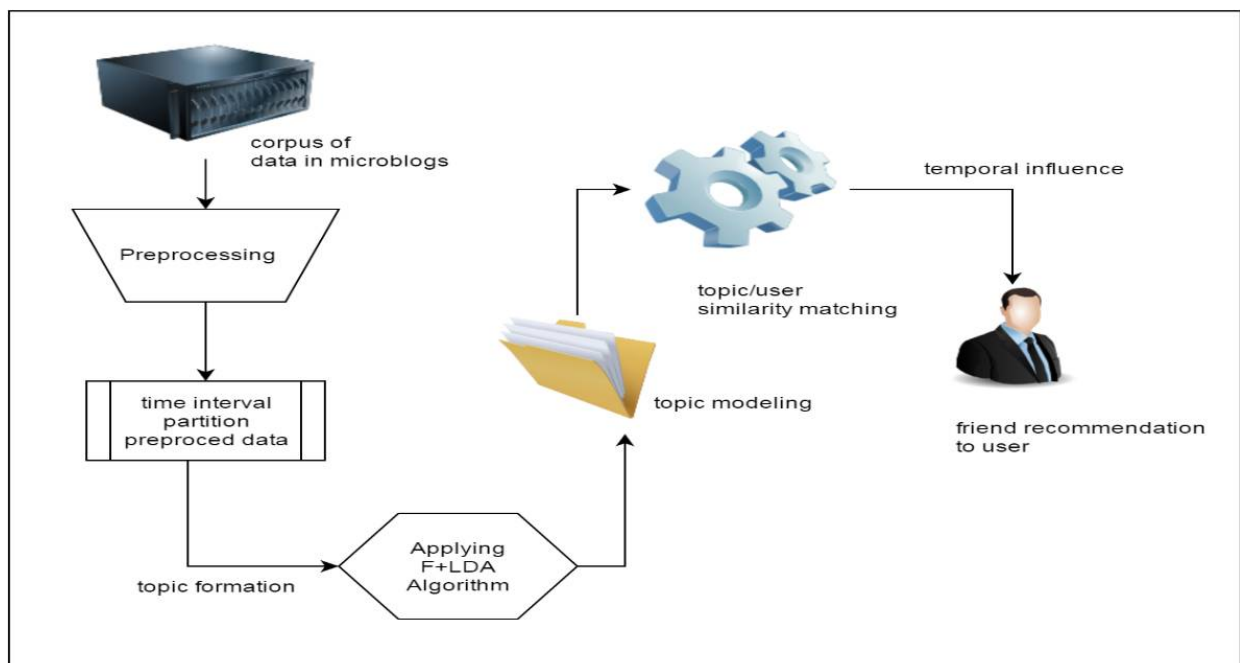 corpus of
data in microblogs
Preprocessing
time interval
partition
preproced data
topic formation
Applying
F+LDA
Algorithm
topic modeling
topic/user
similarity matching
temporal influence
friend recommendation
to user